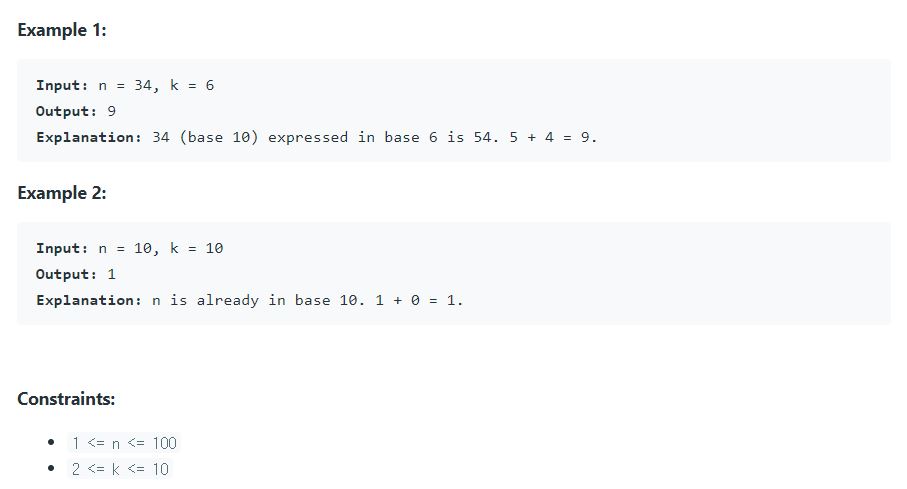 Example 1:
Input: n = 34, k = 6
Output: 9
Explanation: 34 (base 10) expressed in base 6 is 54. 5 + 4 = 9.
Example 2:
Input: n = 10, k = 10
Output: 1
Explanation: n is already in base 10. 1 + 0 = 1.
Constraints:
• 1 <= n <= 100
• 2 <= k <= 10